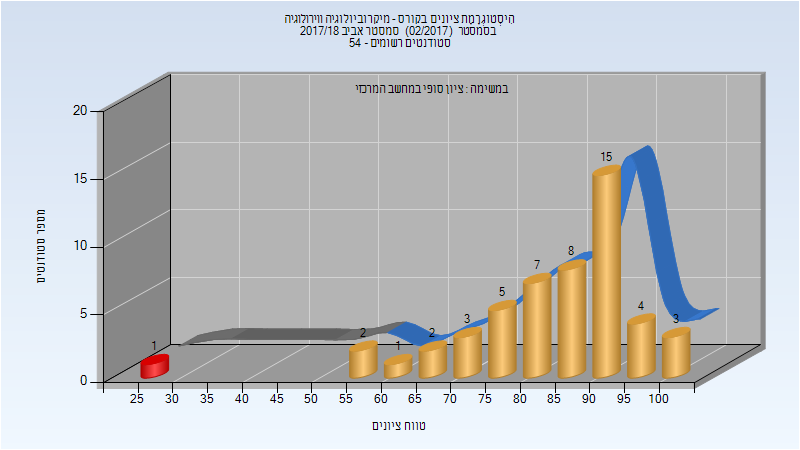 הִיסְטוֹגְרָמַת ציונים בקורס - מיקרוביולוגיה ווירולוגיה
בסמסטר (02/2017) סמסטר אביב 2017/18
סטודנטים רשומים - 54
במשימה : ציון סופי במחשב המרכזי
מספר סטודנטים
20
15
10
5
0
1
2
1
2
3
5
7
8
15
4
3
25 30 35 40 45 50 55 60 65 70 75 80 85 90 95 100
טווח ציונים